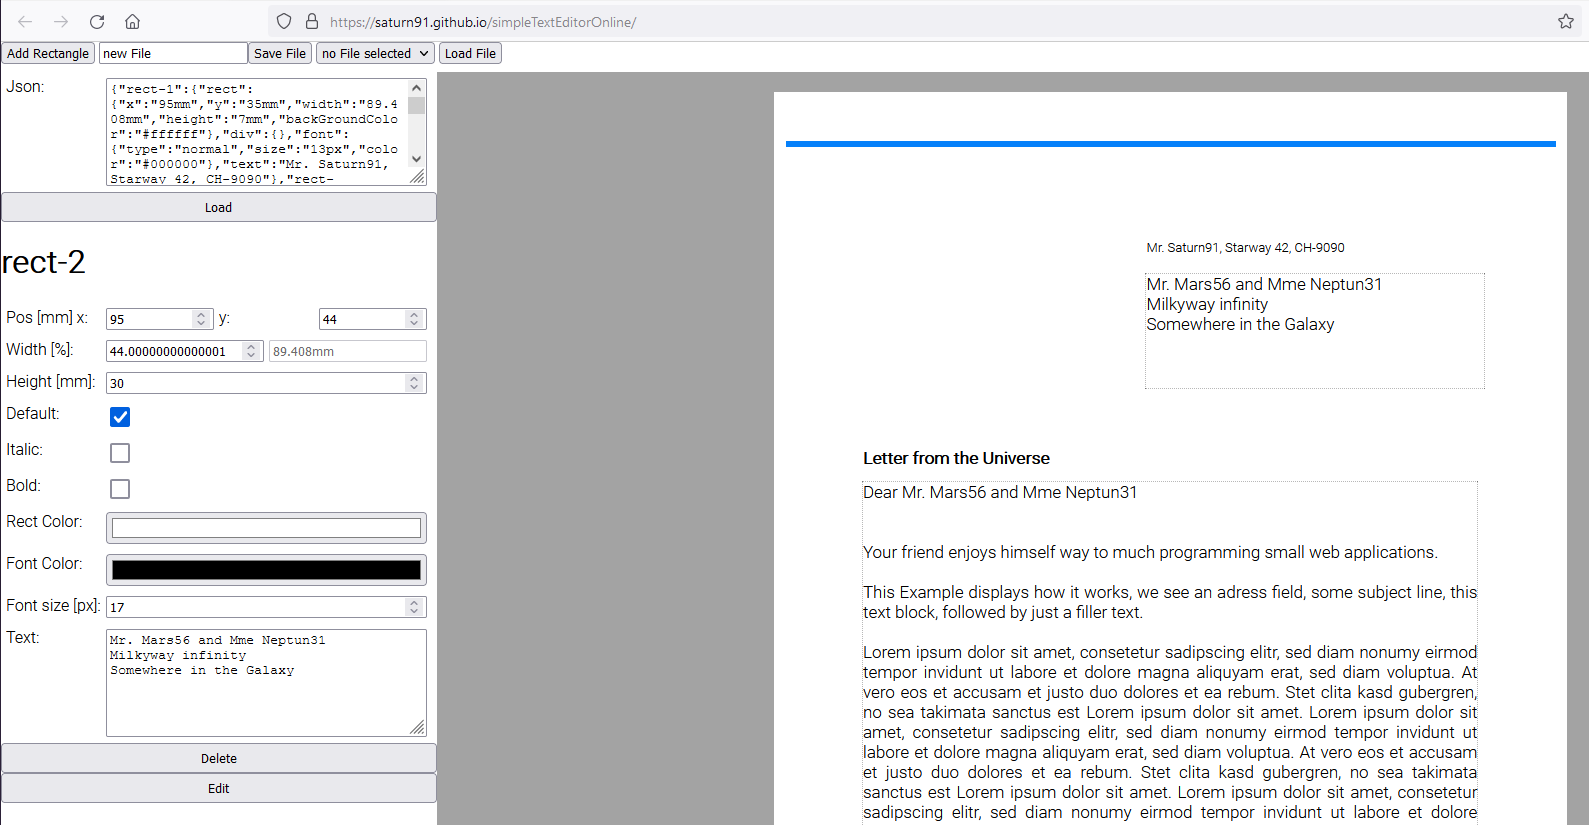 https://saturn91.github.io/simpleTextEditorOnline/
Add Rectangle new File Save File no File selected Load File
Json:
{"rect-1":{"rect":
{"x":"95mm","y":"35mm","width":"89.4
08mm","height":"7mm","backGroundColo
r":"#ffffff"},"div":{},"font":
{"type":"normal","size":"13px","colo
r":"#000000"},"text":"Mr. Saturn91,
Starway 42, CH-9090"},"rect-
Load
rect-2
Pos [mm] x: 95 y: 44
Width [%]: 44.00000000000001 89.408mm
Height [mm]: 30
Default:
Italic:
Bold:
Rect Color:
Font Color:
Font size [px]: 17
Text:
Mr. Mars56 and Mme Neptun31
Milkyway infinity
Somewhere in the Galaxy
Delete
Edit
Mr. Saturn91, Starway 42, CH-9090
Mr. Mars56 and Mme Neptun31
Milkyway infinity
Somewhere in the Galaxy
Letter from the Universe
Dear Mr. Mars56 and Mme Neptun31
Your friend enjoys himself way to much programming small web applications.
This Example displays how it works, we see an adress field, some subject line, this
text block, followed by just a filler text.
Lorem ipsum dolor sit amet, consetetur sadipscing elitr, sed diam nonumy eirmod
tempor invidunt ut labore et dolore magna aliquyam erat, sed diam voluptua. At
vero eos et accusam et justo duo dolores et ea rebum. Stet clita kasd gubergren,
no sea takimata sanctus est Lorem ipsum dolor sit amet. Lorem ipsum dolor sit
amet, consetetur sadipscing elitr, sed diam nonumy eirmod tempor invidunt ut
labore et dolore magna aliquyam erat, sed diam voluptua. At vero eos et accusam
et justo duo dolores et ea rebum. Stet clita kasd gubergren, no sea takimata
sanctus est Lorem ipsum dolor sit amet. Lorem ipsum dolor sit amet, consetetur
sadipscing elitr, sed diam nonumy eirmod tempor invidunt ut labore et dolore